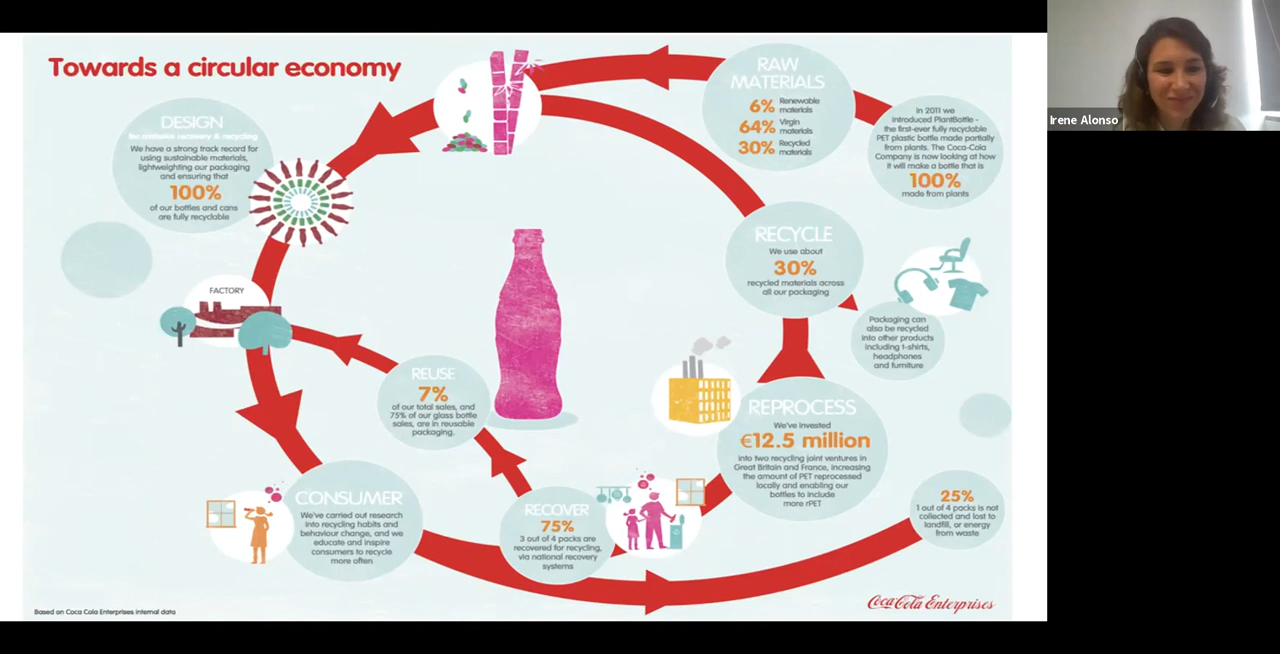 Towards a circular economy
DESIGN
for optimise recovery & recycling
We have a strong track record for
using sustainable materials,
lightweighting our packaging
and ensuring that
100%
of our bottles and cans
are fully recyclable
RAW
MATERIALS
6% Renewable
materials
64% Virgin
materials
30% Recycled
materials
In 2011 we
introduced PlantBottle -
the first-ever fully recyclable
PET plastic bottle made partially
from plants. The Coca-Cola
Company is now looking at how
it will make a bottle that is
100%
made from plants
Irene Alonso
RECYCLE
We use about
30%
recycled materials across
all our packaging
Packaging can
also be recycled
into other products
including t-shirts,
headphones
and furniture
FACTORY
REUSE
7%
of our total sales, and
75% of our glass bottle
sales, are in reusable
packaging.
REPROCESS
We've invested
€12.5 million
into two recycling joint ventures in
Great Britain and France, increasing
the amount of PET reprocessed
locally and enabling our
bottles to include
more rPET
CONSUMER
We've carried out research
into recycling habits and
behaviour change, and we
educate and inspire
consumers to recycle
more often
RECOVER
75%
3 out of 4 packs are
recovered for recycling,
via national recovery
systems
25%
1 out of 4 packs is not
collected and lost to
landfill, or energy
from waste
Based on Coca Cola Enterprises internal data
Coca-Cola Enterprises